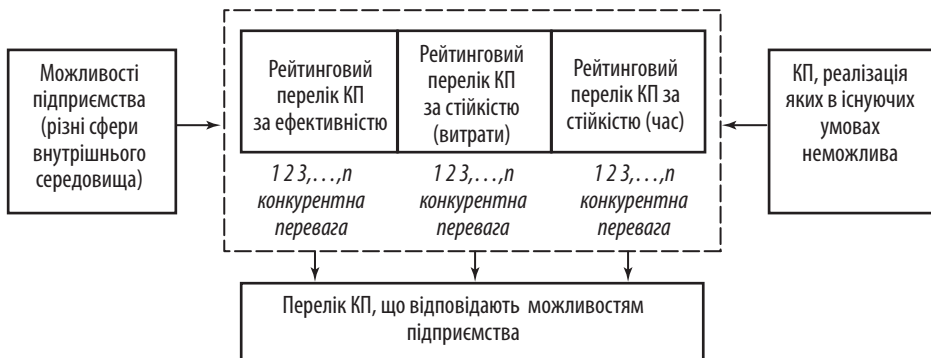 Можливості
підприємства
(різні сфери
внутрішнього
середовища)
Рейтинговий
перелік КП
за ефективністю
Рейтинговий
перелік КП
за стійкістю
(витрати)
Рейтинговий
перелік КП за
стійкістю (час)
КП, реалізація
яких в існуючих
умовах
неможлива
1 2 3,…,n
конкурентна
перевага
1 2 3,…,n
конкурентна
перевага
1 2 3,…,n
конкурентна
перевага
Перелік КП, що відповідають можливостям
підприємства